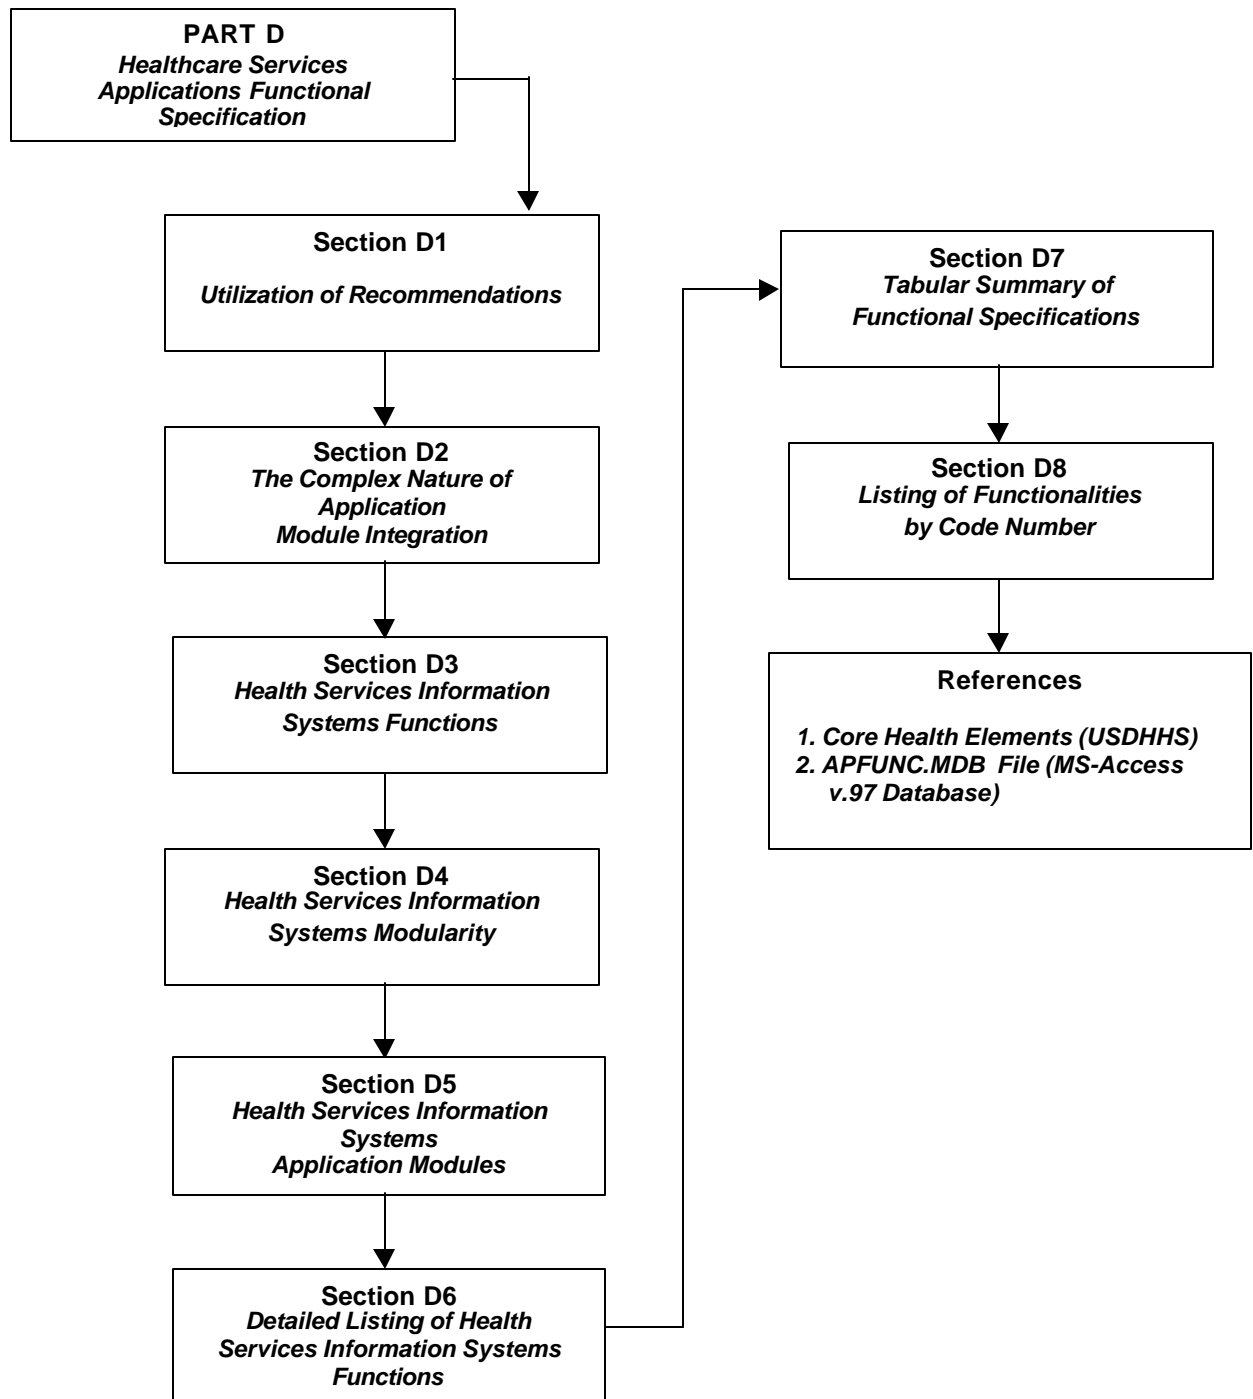 PART D
Healthcare Services
Applications Functional
Specification
Section D1
Utilization of Recommendations
Section D2
The Complex Nature of
Application
Module Integration
Section D3
Health Services Information
Systems Functions
Section D4
Health Services Information
Systems Modularity
Section D5
Health Services Information
Systems
Application Modules
Section D6
Detailed Listing of Health
Services Information Systems
Functions
Section D7
Tabular Summary of
Functional Specifications
Section D8
Listing of Functionalities
by Code Number
References
1. Core Health Elements (USDHHS)
2. APFUNC.MDB File (MS-Access
v.97 Database)